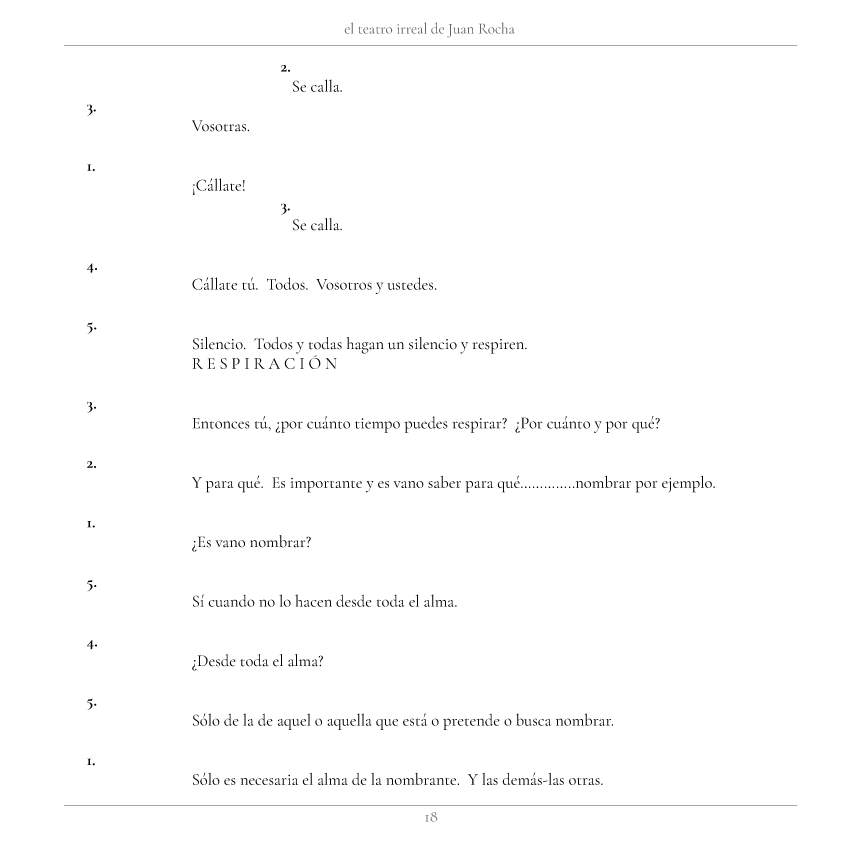 el teatro irreal de Juan Rocha
2.
Se calla.
3.
Vosotras.
1.
¡Cállate!
3.
Se calla.
4.
Cállate tú.  Todos.  Vosotros y ustedes.
5.
Silencio.  Todos y todas hagan un silencio y respiren.
R E S P I R A C I Ó N
3.
Entonces tú, ¿por cuánto tiempo puedes respirar?  ¿Por cuánto y por qué?
2.
Y para qué.  Es importante y es vano saber para qué..............nombrar por ejemplo.
1.
¿Es vano nombrar?
5.
Sí cuando no lo hacen desde toda el alma.
4.
¿Desde toda el alma?
5.
Sólo de la de aquel o aquella que está o pretende o busca nombrar.
1.
Sólo es necesaria el alma de la nombrante.  Y las demás-las otras.
18